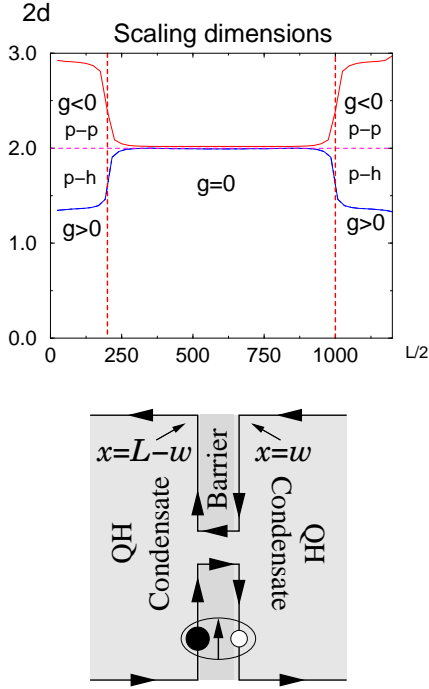 2d
Scaling dimensions
3.0
g<0
g<0
p-p
p-p
2.0
p-h
g=0
p-h
g>0
g>0
1.0
0.0
0
250
500
750
1000
L/2
x=L-w
x=w
Barrier
QH
Condensate
QH
Condensate